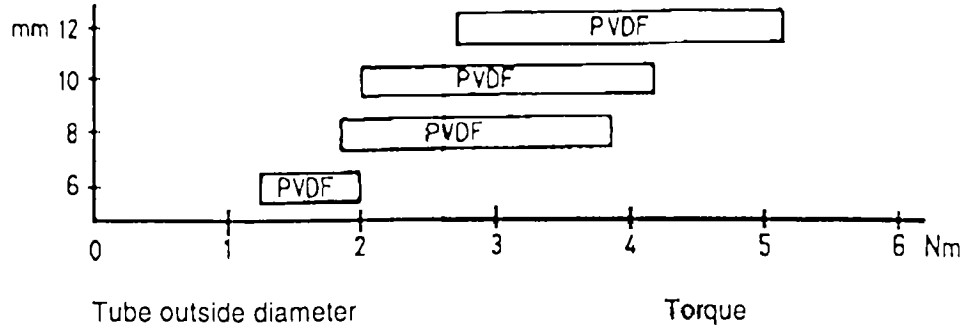 mm 12 PVDF
10 PVDF
8 PVDF
6 PVDF
0 1 2 3 4 5 6 Nm
Tube outside diameter Torque